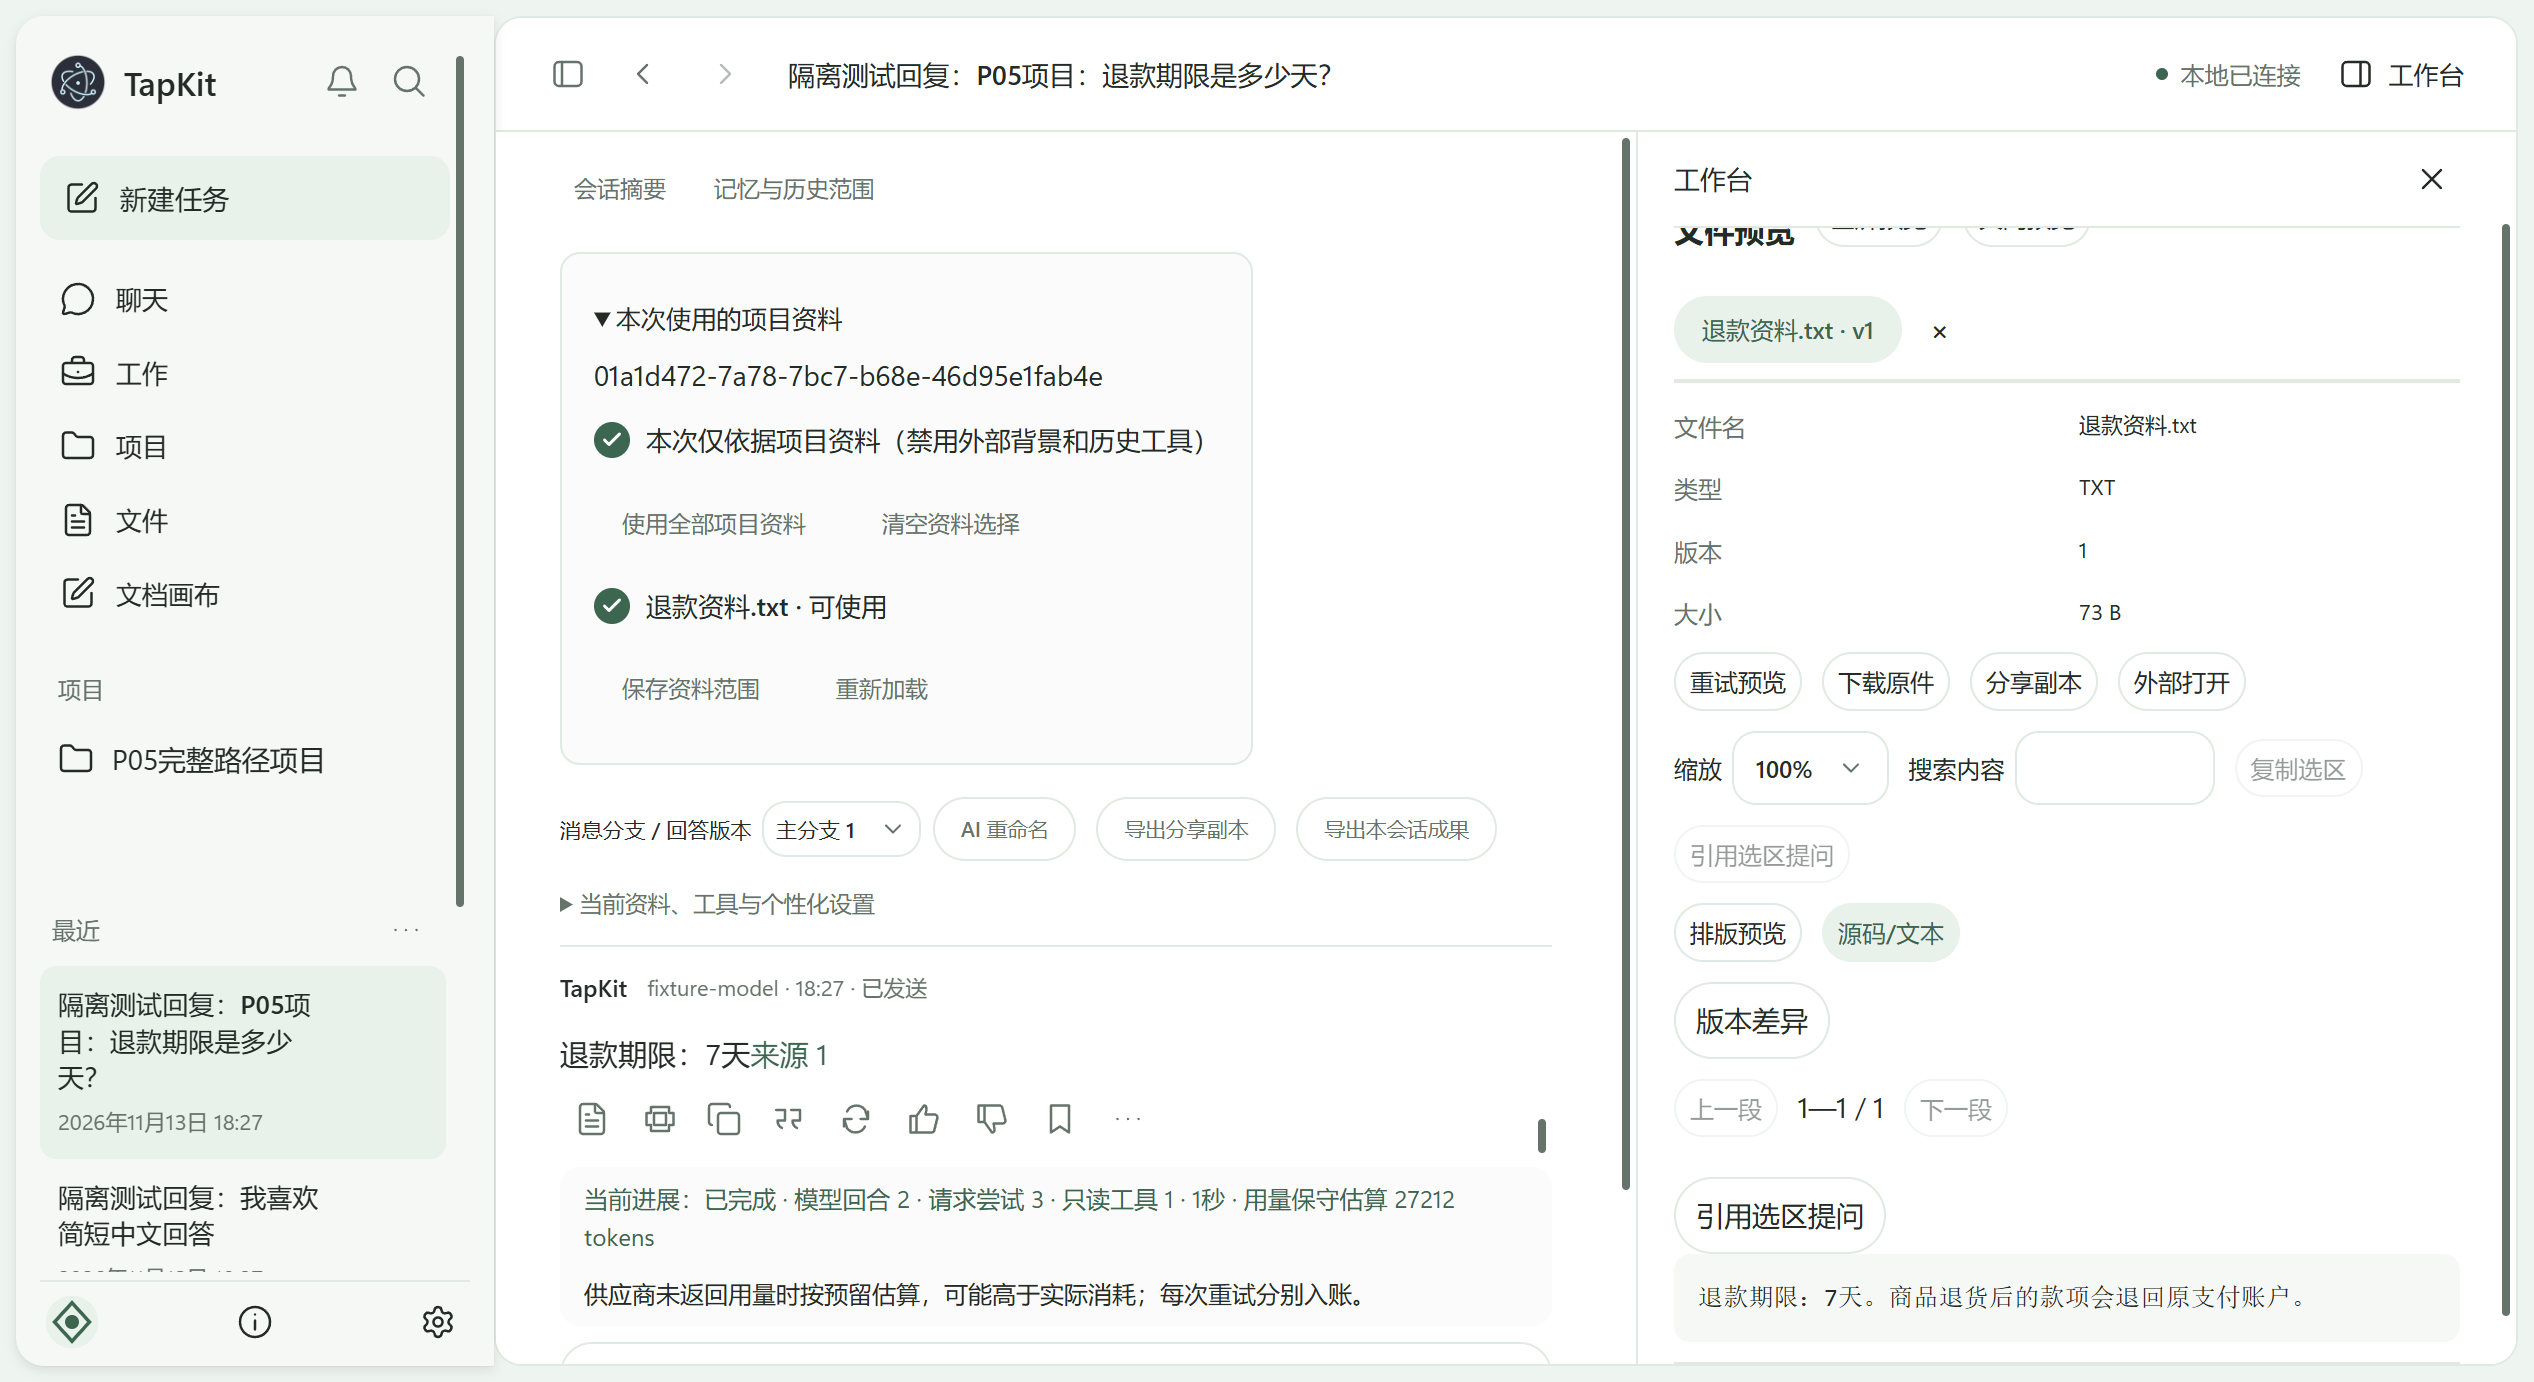 TapKit
新建任务
聊天
工作
项目
文件
文档画布
项目
P05完整路径项目
最近
···
隔离测试回复：P05项
目：退款期限是多少
天？
2026年11月13日 18:27
隔离测试回复：我喜欢
简短中文回答
隔离测试回复：P05项目：退款期限是多少天？
本地已连接
工作台
会话摘要
记忆与历史范围
▼本次使用的项目资料
01a1d472-7a78-7bc7-b68e-46d95e1fab4e
本次仅依据项目资料（禁用外部背景和历史工具）
使用全部项目资料
清空资料选择
退款资料.txt · 可使用
保存资料范围
重新加载
消息分支 / 回答版本
主分支 1
AI 重命名
导出分享副本
导出本会话成果
▶当前资料、工具与个性化设置
TapKit fixture-model · 18:27 · 已发送
退款期限：7天来源 1
···
当前进展：已完成 · 模型回合 2 · 请求尝试 3 · 只读工具 1 · 1秒 · 用量保守估算 27212
tokens
供应商未返回用量时按预留估算，可能高于实际消耗；每次重试分别入账。
工作台
文件预览
退款资料.txt · v1
×
文件名 退款资料.txt
类型 TXT
版本 1
大小 73 B
重试预览
下载原件
分享副本
外部打开
缩放
100%
搜索内容
复制选区
引用选区提问
排版预览
源码/文本
版本差异
上一段
1—1 / 1
下一段
引用选区提问
退款期限：7天。商品退货后的款项会退回原支付账户。